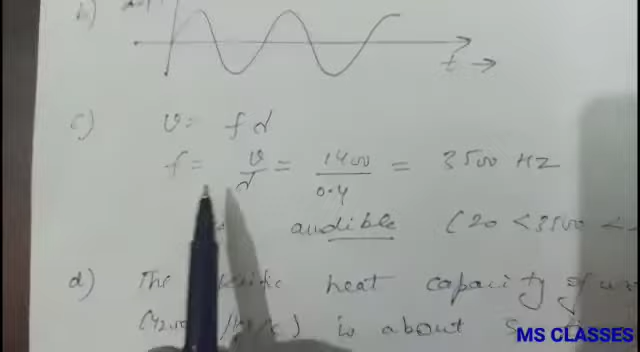 b)
t →
c) v = fλ
f = v/λ = 1400/0.4 = 3500 HZ
audible (20 < 3500 <
d) The heat capacity of
is about
MS CLASSES